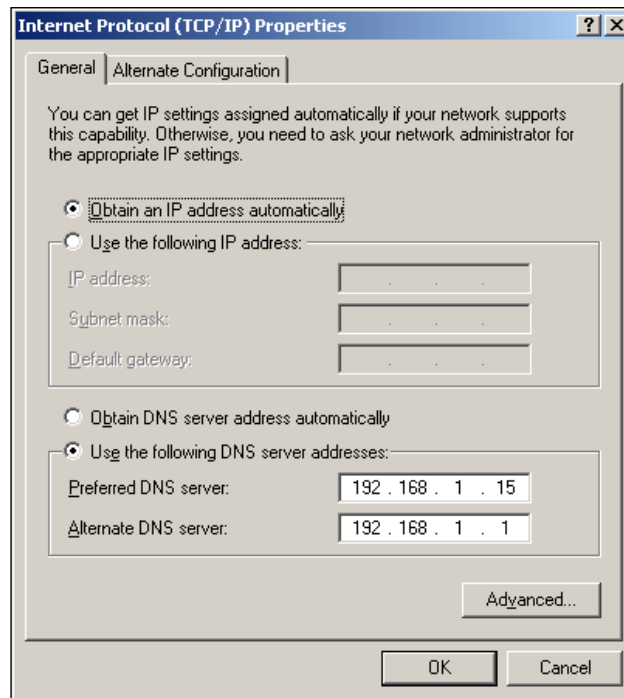 Internet Protocol (TCP/IP) Properties
General
Alternate Configuration
You can get IP settings assigned automatically if your network supports
this capability. Otherwise, you need to ask your network administrator for
the appropriate IP settings.
Obtain an IP address automatically
Use the following IP address:
IP address:
Subnet mask:
Default gateway:
Obtain DNS server address automatically
Use the following DNS server addresses:
Preferred DNS server: 192 . 168 . 1 . 15
Alternate DNS server: 192 . 168 . 1 . 1
Advanced...
OK Cancel